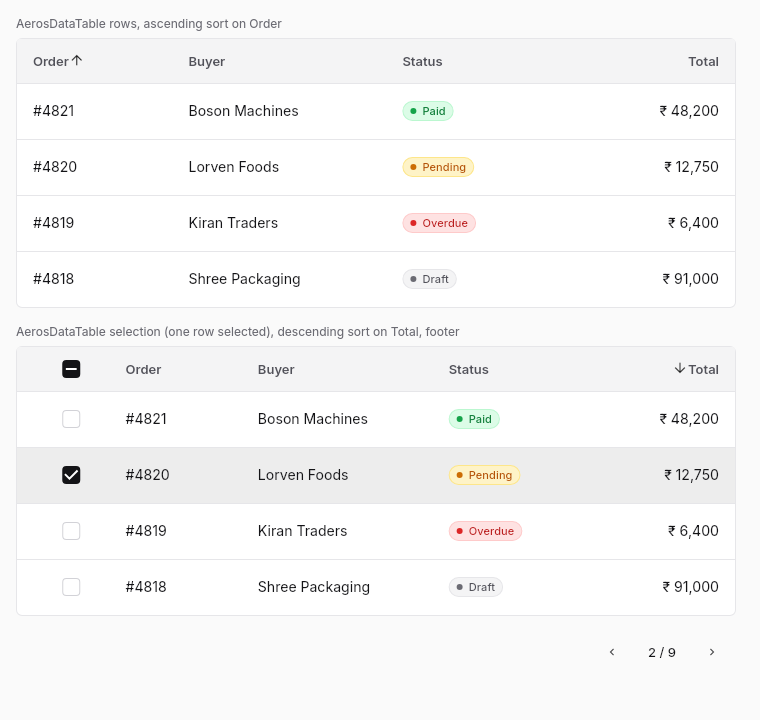 AerosDataTable rows, ascending sort on Order
Order Buyer Status Total
#4821 Boson Machines Paid ₹ 48,200
#4820 Lorven Foods Pending ₹ 12,750
#4819 Kiran Traders Overdue ₹ 6,400
#4818 Shree Packaging Draft ₹ 91,000
AerosDataTable selection (one row selected), descending sort on Total, footer
Order Buyer Status Total
#4821 Boson Machines Paid ₹ 48,200
#4820 Lorven Foods Pending ₹ 12,750
#4819 Kiran Traders Overdue ₹ 6,400
#4818 Shree Packaging Draft ₹ 91,000
2 / 9